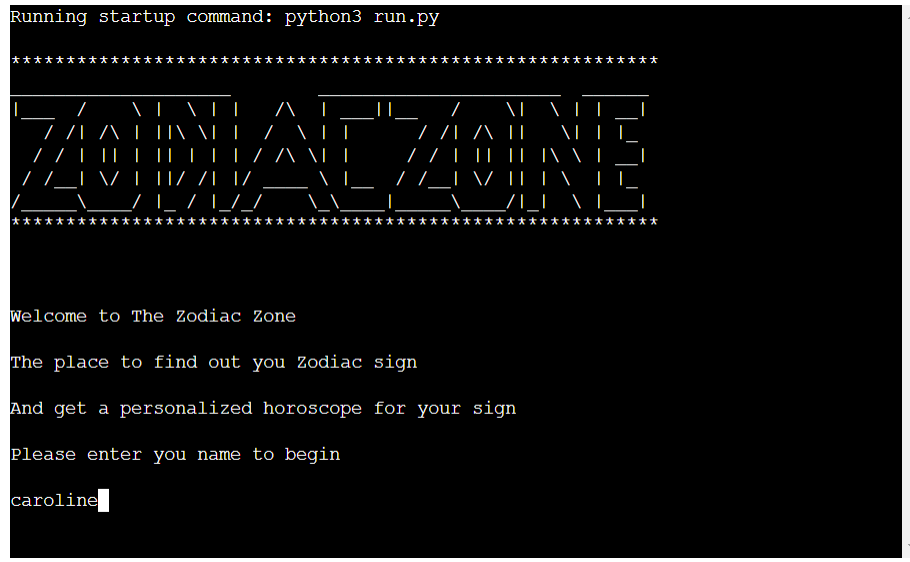 Running startup command: python3 run.py
***********************************************************
ZODIAC ZONE
***********************************************************
Welcome to The Zodiac Zone
The place to find out you Zodiac sign
And get a personalized horoscope for your sign
Please enter you name to begin
caroline